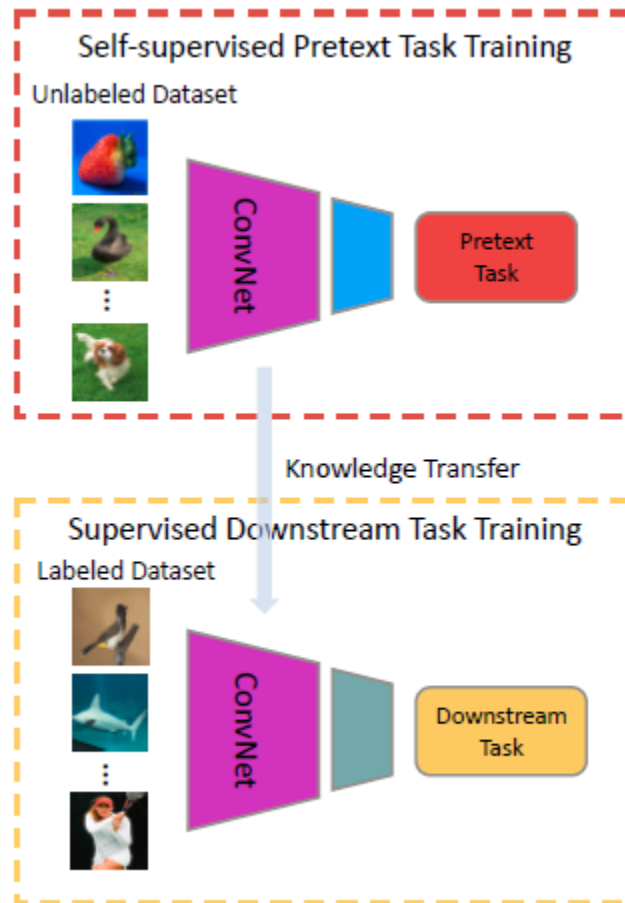 Self-supervised Pretext Task Training
Unlabeled Dataset
ConvNet
Pretext
Task
Knowledge Transfer
Supervised Downstream Task Training
Labeled Dataset
ConvNet
Downstream
Task